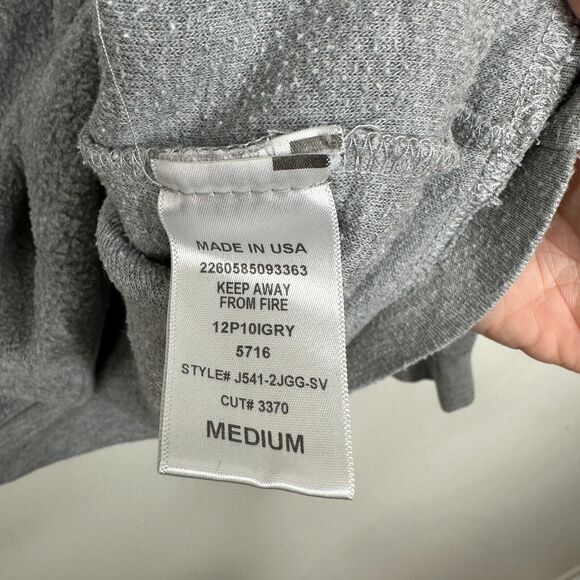 MADE IN USA
2260585093363
KEEP AWAY
FROM FIRE
12P10IGRY
5716
STYLE# J541-2JGG-SV
CUT# 3370
MEDIUM